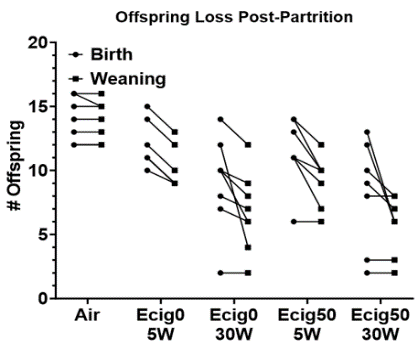 Offspring Loss Post-Partrition
# Offspring
20
15
10
5
0
Birth
Weaning
Air
Ecig0
5W
Ecig0
30W
Ecig50
5W
Ecig50
30W